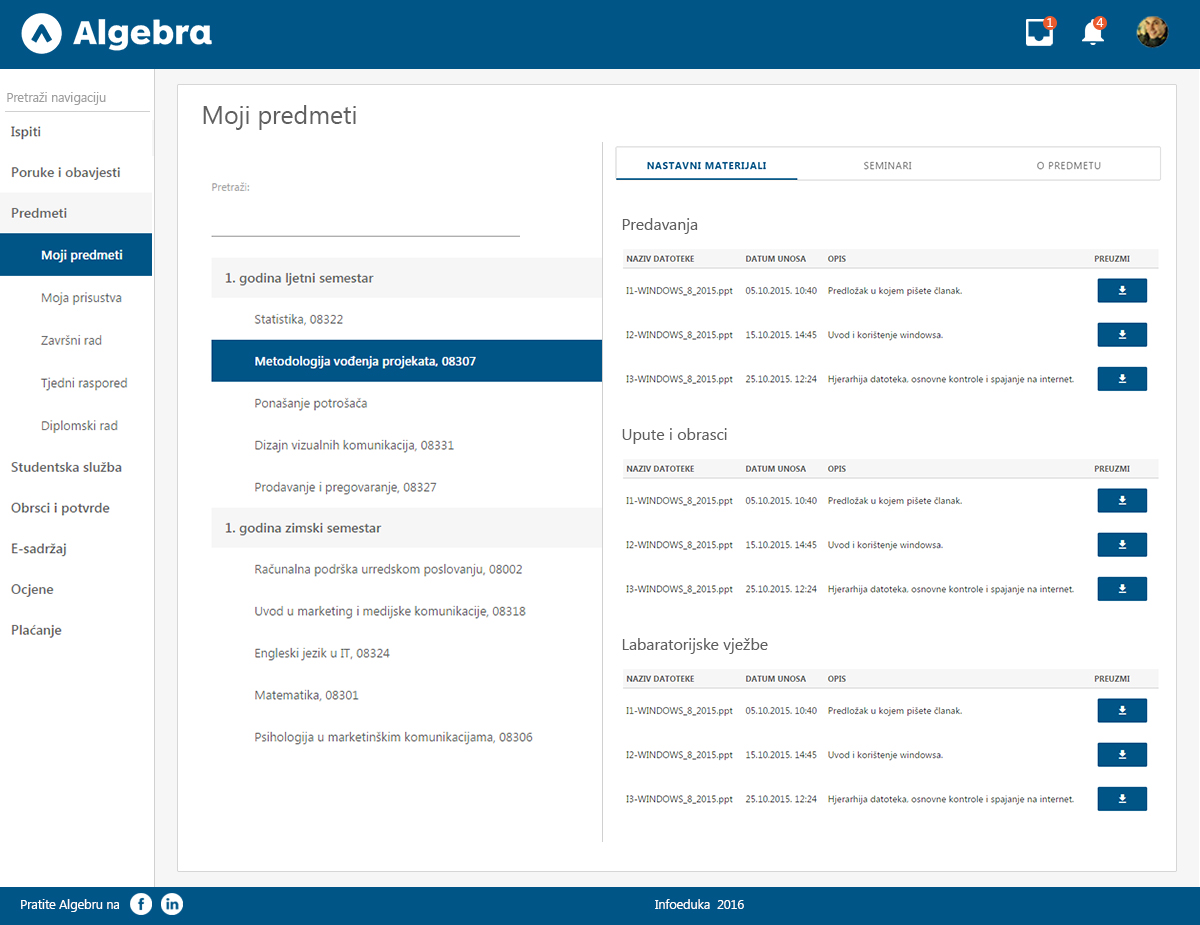 Algebra
1
4
Pretraži navigaciju
Ispiti
Poruke i obavjesti
Predmeti
Moji predmeti
Moja prisustva
Završni rad
Tjedni raspored
Diplomski rad
Studentska služba
Obrsci i potvrde
E-sadržaj
Ocjene
Plaćanje
Moji predmeti
Pretraži:
1. godina ljetni semestar
Statistika, 08322
Metodologija vođenja projekata, 08307
Ponašanje potrošača
Dizajn vizualnih komunikacija, 08331
Prodavanje i pregovaranje, 08327
1. godina zimski semestar
Računalna podrška urredskom poslovanju, 08002
Uvod u marketing i medijske komunikacije, 08318
Engleski jezik u IT, 08324
Matematika, 08301
Psihologija u marketinškim komunikacijama, 08306
NASTAVNI MATERIJALI SEMINARI O PREDMETU
Predavanja
NAZIV DATOTEKE DATUM UNOSA OPIS PREUZMI
I1-WINDOWS_8_2015.ppt 05.10.2015. 10:40 Predložak u kojem pišete članak.
I2-WINDOWS_8_2015.ppt 15.10.2015. 14:45 Uvod i korištenje windowsa.
I3-WINDOWS_8_2015.ppt 25.10.2015. 12:24 Hjerarhija datoteka. osnovne kontrole i spajanje na internet.
Upute i obrasci
NAZIV DATOTEKE DATUM UNOSA OPIS PREUZMI
I1-WINDOWS_8_2015.ppt 05.10.2015. 10:40 Predložak u kojem pišete članak.
I2-WINDOWS_8_2015.ppt 15.10.2015. 14:45 Uvod i korištenje windowsa.
I3-WINDOWS_8_2015.ppt 25.10.2015. 12:24 Hjerarhija datoteka. osnovne kontrole i spajanje na internet.
Labaratorijske vježbe
NAZIV DATOTEKE DATUM UNOSA OPIS PREUZMI
I1-WINDOWS_8_2015.ppt 05.10.2015. 10:40 Predložak u kojem pišete članak.
I2-WINDOWS_8_2015.ppt 15.10.2015. 14:45 Uvod i korištenje windowsa.
I3-WINDOWS_8_2015.ppt 25.10.2015. 12:24 Hjerarhija datoteka. osnovne kontrole i spajanje na internet.
Pratite Algebru na f in
Infoeduka 2016